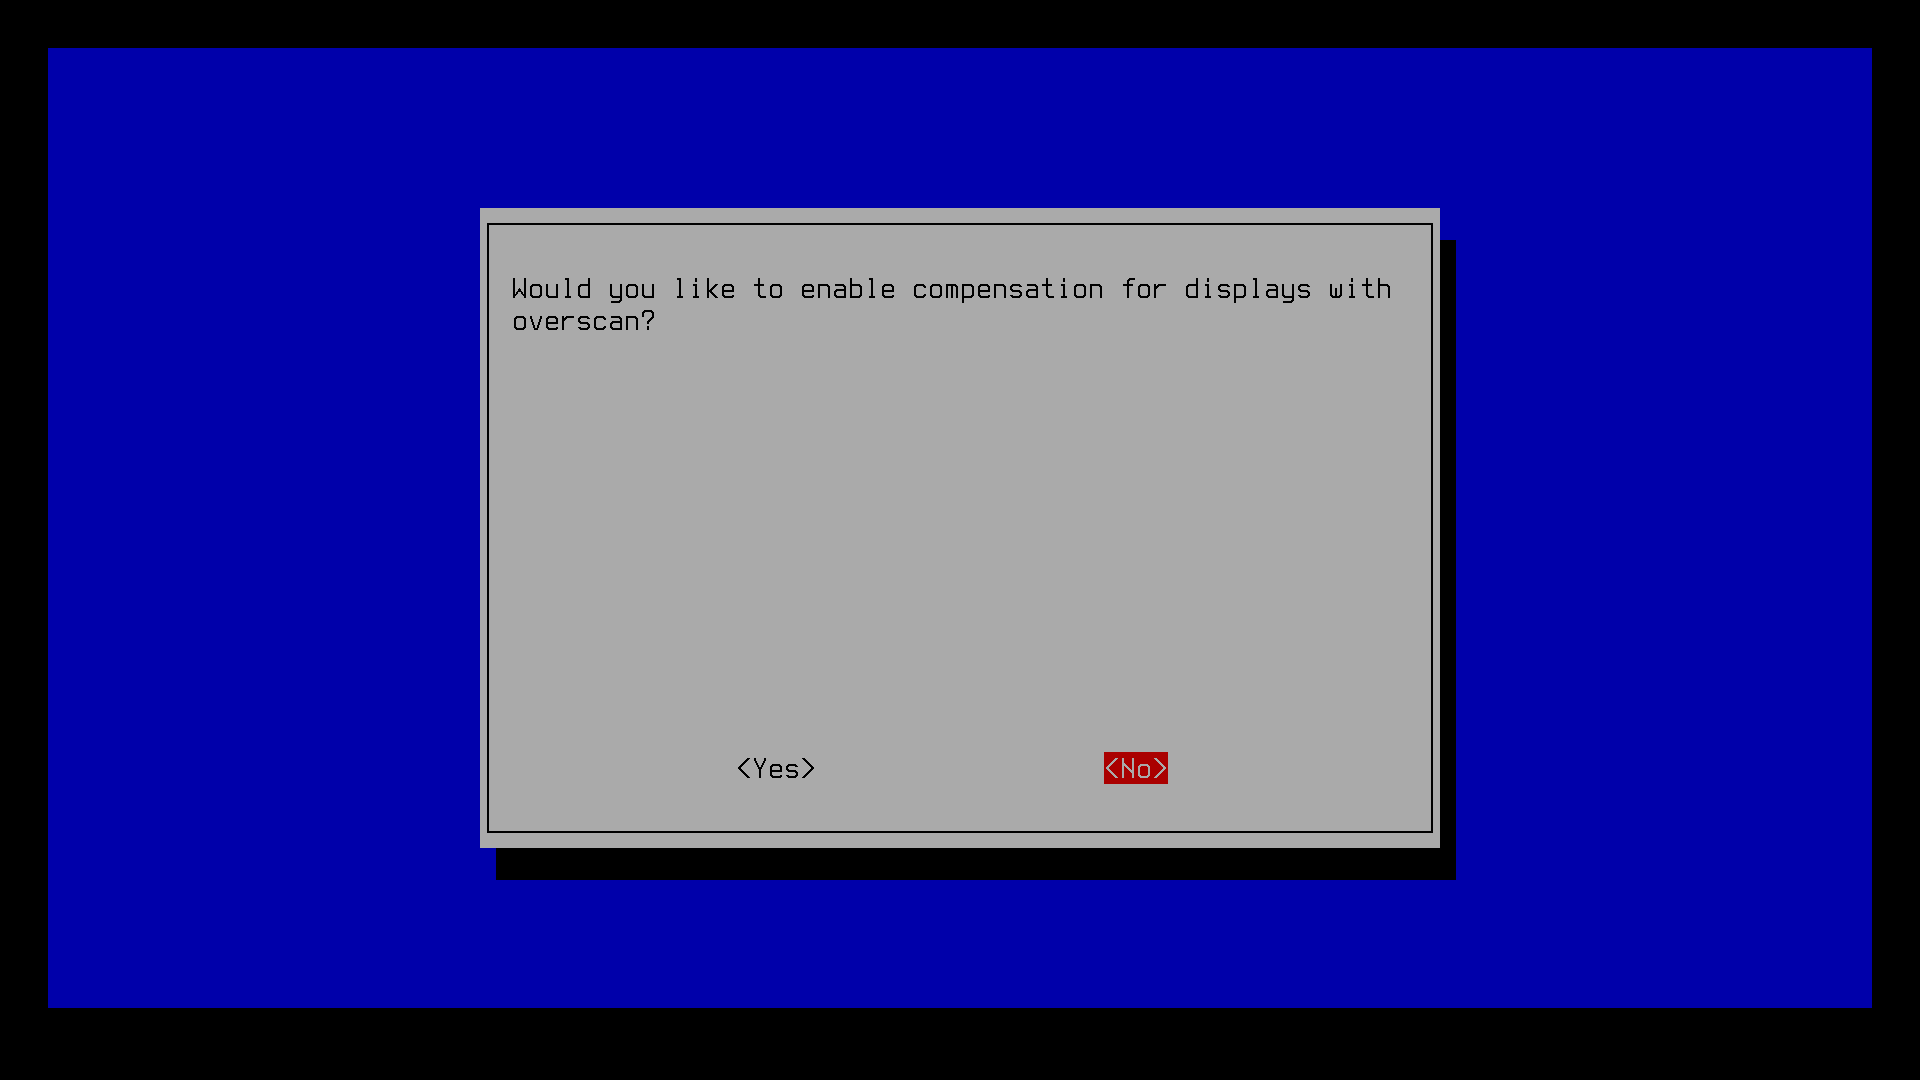 Would you like to enable compensation for displays with
overscan?
<Yes> <No>